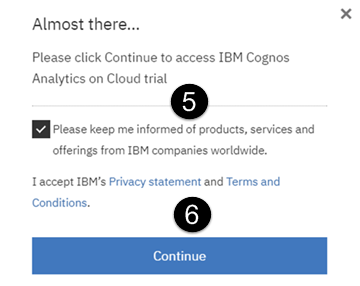 Almost there...
Please click Continue to access IBM Cognos
Analytics on Cloud trial
5
Please keep me informed of products, services and
offerings from IBM companies worldwide.
I accept IBM's Privacy statement and Terms and
Conditions.
6
Continue